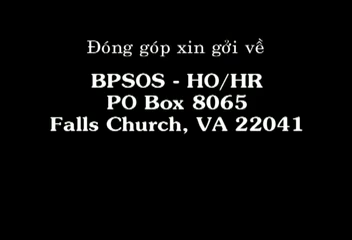 Đóng góp xin gởi về
BPSOS - HO/HR
PO Box 8065
Falls Church, VA 22041